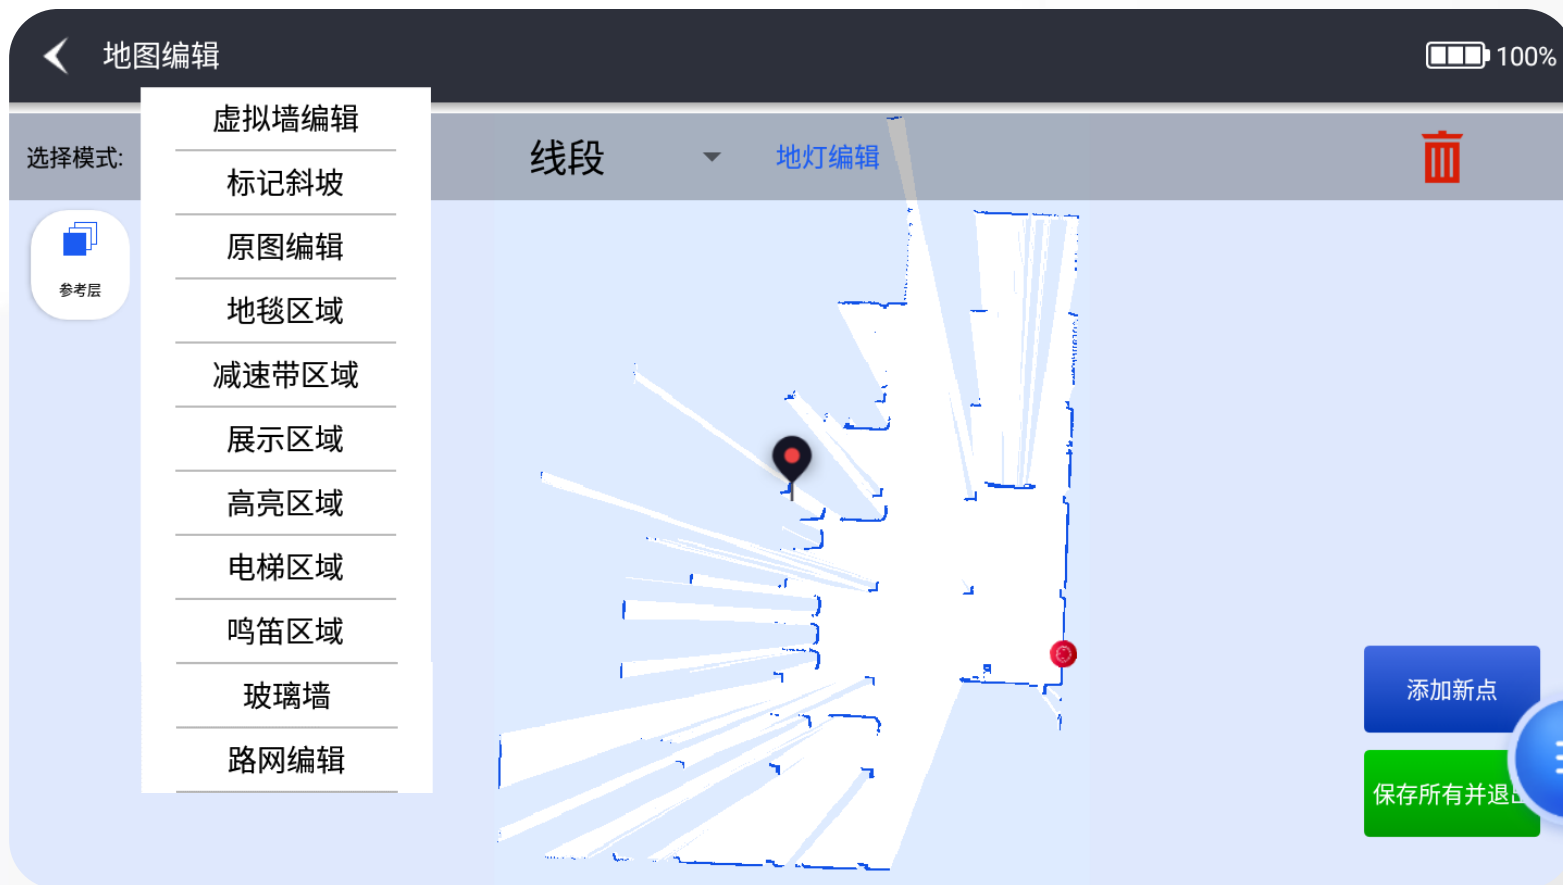 地图编辑
100%
选择模式:
线段
地灯编辑
虚拟墙编辑
标记斜坡
原图编辑
地毯区域
减速带区域
展示区域
高亮区域
电梯区域
鸣笛区域
玻璃墙
路网编辑
参考层
添加新点
保存所有并退出